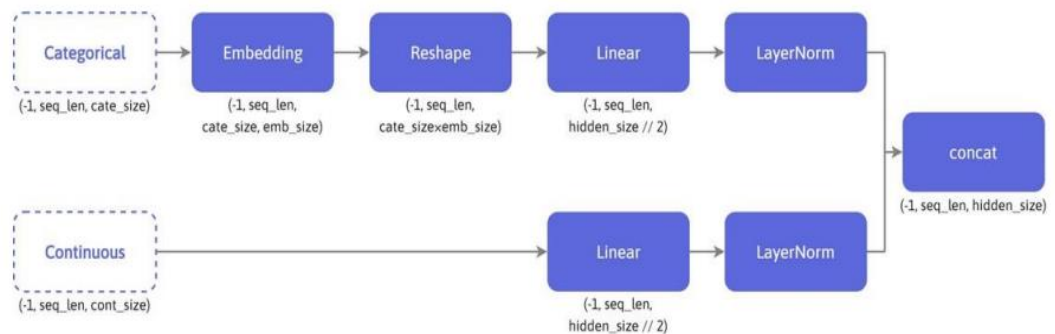 Categorical
(-1, seq_len, cate_size)
Embedding
(-1, seq_len,
cate_size, emb_size)
Reshape
(-1, seq_len,
cate_size×emb_size)
Linear
(-1, seq_len,
hidden_size // 2)
LayerNorm
concat
(-1, seq_len, hidden_size)
Continuous
(-1, seq_len, cont_size)
Linear
(-1, seq_len,
hidden_size // 2)
LayerNorm